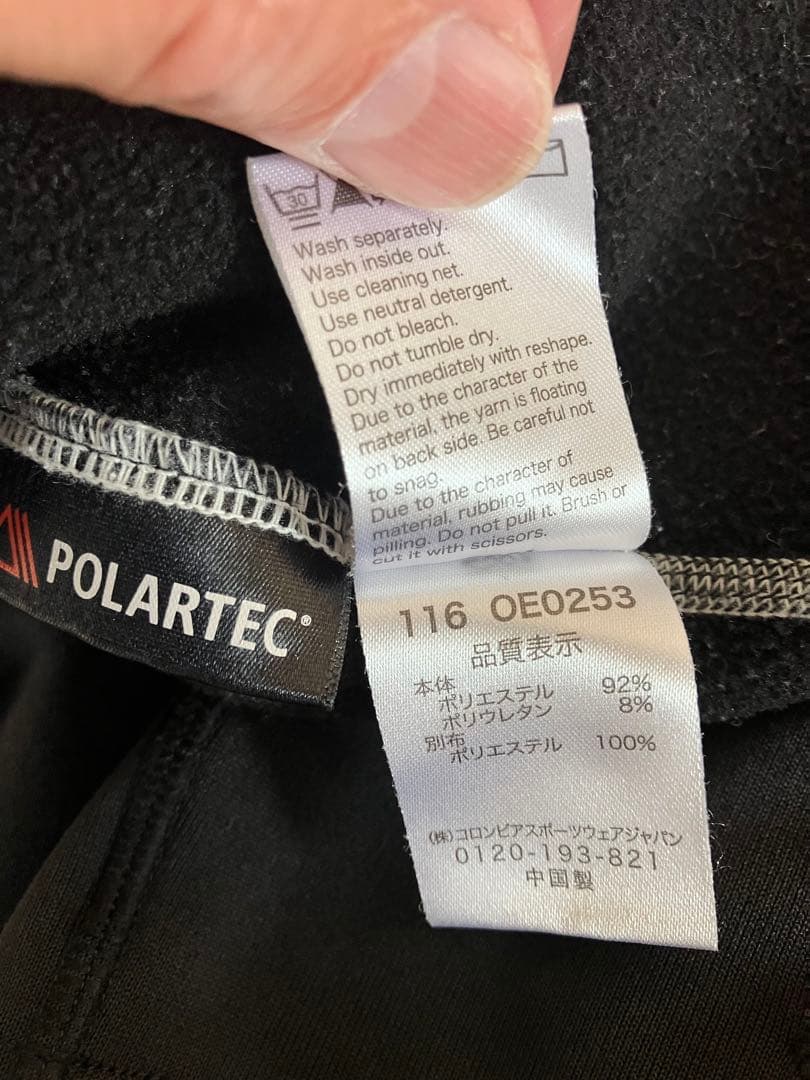 30
Wash separately.
Wash inside out.
Use cleaning net.
Use neutral detergent.
Do not bleach.
Do not tumble dry.
Dry immediately with reshape.
Due to the character of the
material, the yarn is floating
on back side. Be careful not
to snag.
Due to the character of
material, rubbing may cause
pilling. Do not pull it. Brush or
cut it with scissors.
POLARTEC®
116 OE0253
品質表示
本体
ポリエステル 92%
ポリウレタン 8%
別布
ポリエステル 100%
(株)コロンビアスポーツウェアジャパン
0120-193-821
中国製